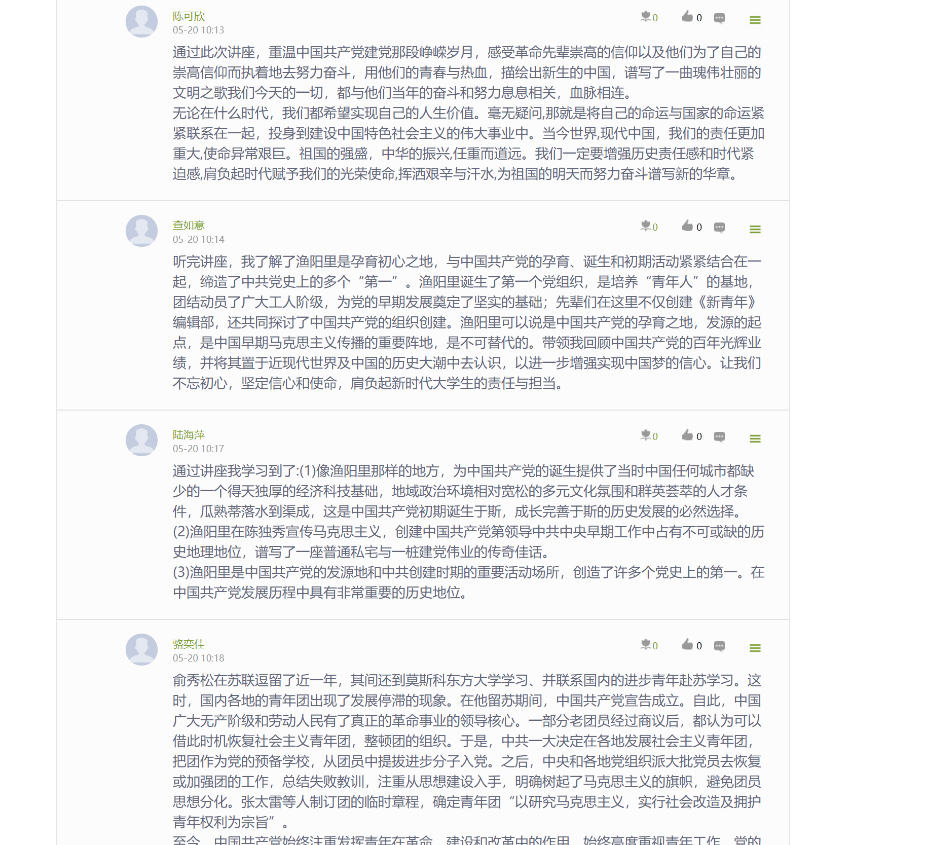 陈可欣
0 0
05-20 10:13
通过此次讲座，重温中国共产党建党那段峥嵘岁月，感受革命先辈崇高的信仰以及他们为了自己的
崇高信仰而执着地去努力奋斗，用他们的青春与热血，描绘出新生的中国，谱写了一曲瑰伟壮丽的
文明之歌我们今天的一切，都与他们当年的奋斗和努力息息相关，血脉相连。
无论在什么时代，我们都希望实现自己的人生价值。毫无疑问,那就是将自己的命运与国家的命运紧
紧联系在一起，投身到建设中国特色社会主义的伟大事业中。当今世界,现代中国，我们的责任更加
重大,使命异常艰巨。祖国的强盛，中华的振兴,任重而道远。我们一定要增强历史责任感和时代紧
迫感,肩负起时代赋予我们的光荣使命,挥洒艰辛与汗水,为祖国的明天而努力奋斗谱写新的华章。
查如意
0 0
05-20 10:14
听完讲座，我了解了渔阳里是孕育初心之地，与中国共产党的孕育、诞生和初期活动紧紧结合在一
起，缔造了中共党史上的多个“第一”。渔阳里诞生了第一个党组织，是培养“青年人”的基地，
团结动员了广大工人阶级，为党的早期发展奠定了坚实的基础；先辈们在这里不仅创建《新青年》
编辑部，还共同探讨了中国共产党的组织创建。渔阳里可以说是中国共产党的孕育之地，发源的起
点，是中国早期马克思主义传播的重要阵地，是不可替代的。带领我回顾中国共产党的百年光辉业
绩，并将其置于近现代世界及中国的历史大潮中去认识，以进一步增强实现中国梦的信心。让我们
不忘初心，坚定信心和使命，肩负起新时代大学生的责任与担当。
陆海萍
0 0
05-20 10:17
通过讲座我学习到了:(1)像渔阳里那样的地方，为中国共产党的诞生提供了当时中国任何城市都缺
少的一个得天独厚的经济科技基础，地域政治环境相对宽松的多元文化氛围和群英荟萃的人才条
件，瓜熟蒂落水到渠成，这是中国共产党初期诞生于斯，成长完善于斯的历史发展的必然选择。
(2)渔阳里在陈独秀宣传马克思主义，创建中国共产党第领导中共中央早期工作中占有不可或缺的历
史地理地位，谱写了一座普通私宅与一桩建党伟业的传奇佳话。
(3)渔阳里是中国共产党的发源地和中共创建时期的重要活动场所，创造了许多个党史上的第一。在
中国共产党发展历程中具有非常重要的历史地位。
骆奕仕
0 0
05-20 10:18
俞秀松在苏联逗留了近一年，其间还到莫斯科东方大学学习、并联系国内的进步青年赴苏学习。这
时，国内各地的青年团出现了发展停滞的现象。在他留苏期间，中国共产党宣告成立。自此，中国
广大无产阶级和劳动人民有了真正的革命事业的领导核心。一部分老团员经过商议后，都认为可以
借此时机恢复社会主义青年团，整顿团的组织。于是，中共一大决定在各地发展社会主义青年团，
把团作为党的预备学校，从团员中提拔进步分子入党。之后，中央和各地党组织派大批党员去恢复
或加强团的工作，总结失败教训，注重从思想建设入手，明确树起了马克思主义的旗帜，避免团员
思想分化。张太雷等人制订团的临时章程，确定青年团“以研究马克思主义，实行社会改造及拥护
青年权利为宗旨”。
至今，中国共产党始终注重发挥青年在革命、建设和改革中的作用，始终高度重视青年工作，党的